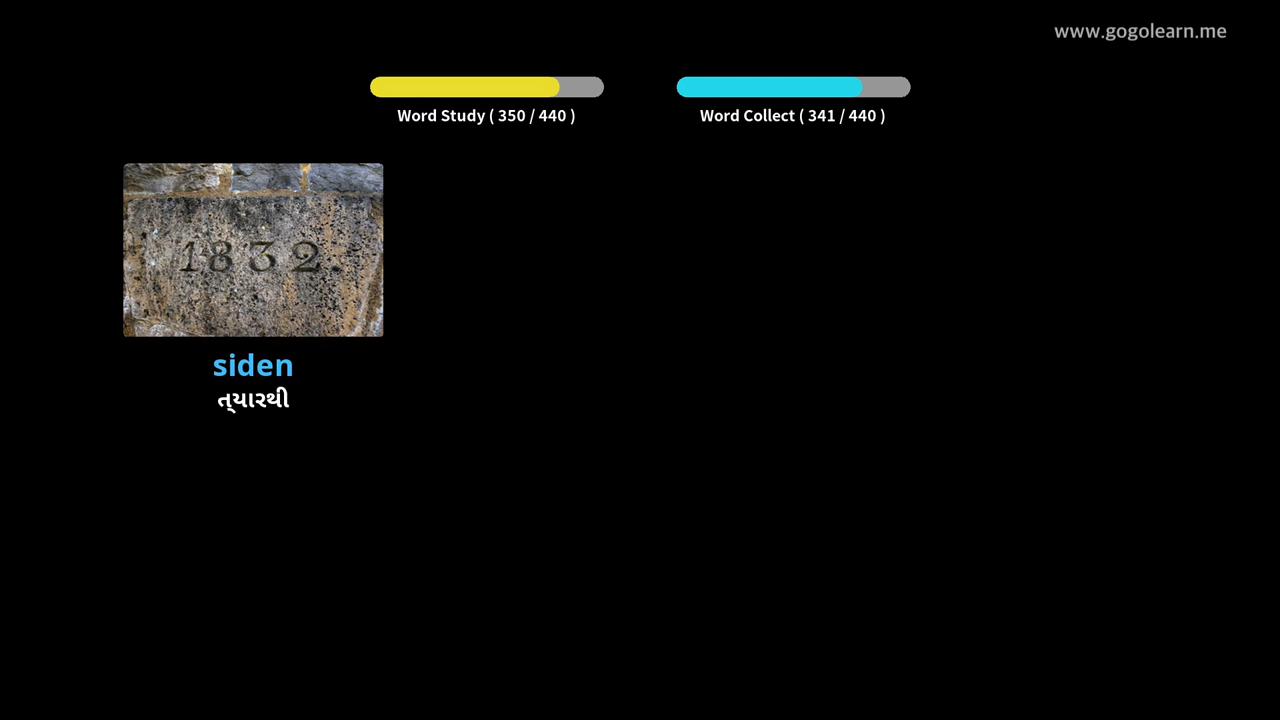 www.gogolearn.me
Word Study ( 350 / 440 )
Word Collect ( 341 / 440 )
1832.
siden
ત્યારથી